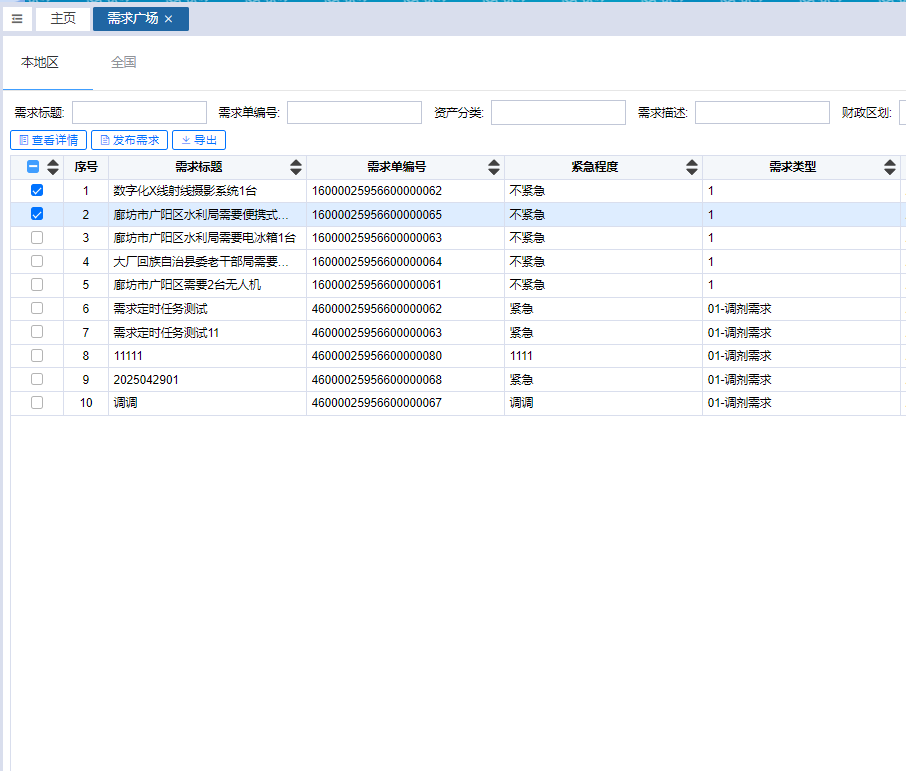 主页 需求广场 ×
本地区 全国
需求标题: 需求单编号: 资产分类: 需求描述: 财政区划:
查看详情 发布需求 导出
序号 需求标题 需求单编号 紧急程度 需求类型
1 数字化X线射线摄影系统1台 16000025956600000062 不紧急 1
2 廊坊市广阳区水利局需要便携式... 16000025956600000065 不紧急 1
3 廊坊市广阳区水利局需要电冰箱1台 16000025956600000063 不紧急 1
4 大厂回族自治县委老干部局需要... 16000025956600000064 不紧急 1
5 廊坊市广阳区需要2台无人机 16000025956600000061 不紧急 1
6 需求定时任务测试 46000025956600000062 紧急 01-调剂需求
7 需求定时任务测试11 46000025956600000063 紧急 01-调剂需求
8 11111 46000025956600000080 1111 01-调剂需求
9 2025042901 46000025956600000068 紧急 01-调剂需求
10 调调 46000025956600000067 调调 01-调剂需求